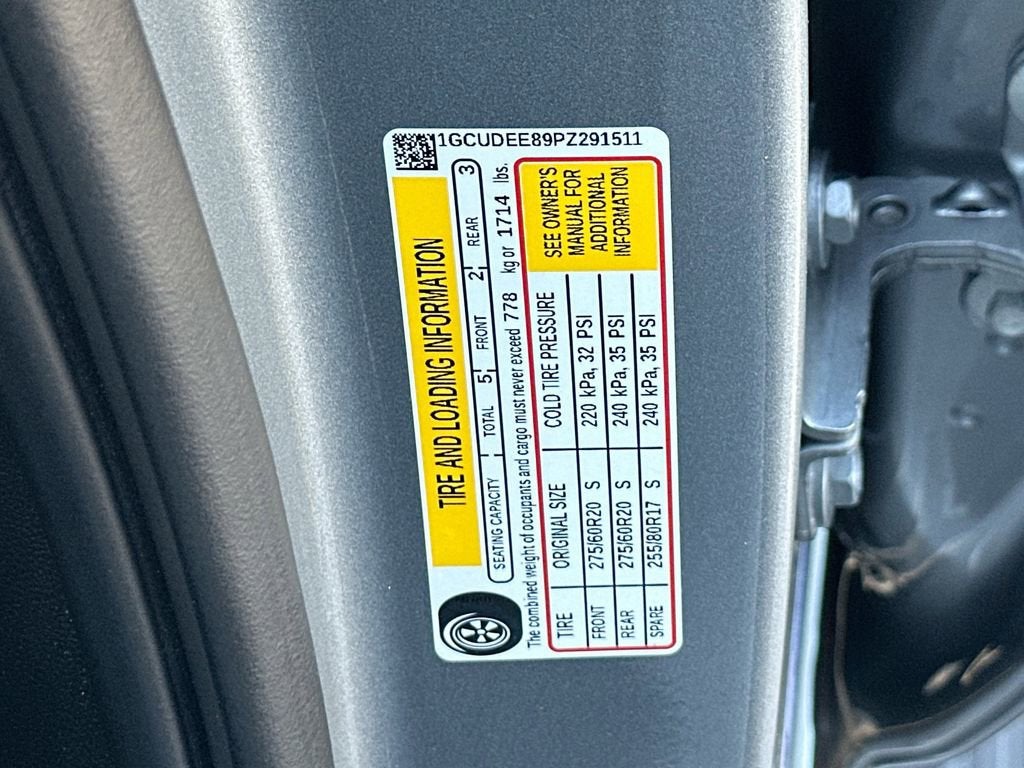 1GCUDEE89PZ291511
TIRE AND LOADING INFORMATION
SEATING CAPACITY TOTAL 5 FRONT 2 REAR 3
The combined weight of occupants and cargo must never exceed 778 kg or 1714 lbs.
TIRE ORIGINAL SIZE COLD TIRE PRESSURE
FRONT 275/60R20 S 220 kPa, 32 PSI
REAR 275/60R20 S 240 kPa, 35 PSI
SPARE 255/80R17 S 240 kPa, 35 PSI
SEE OWNER'S
MANUAL FOR
ADDITIONAL
INFORMATION